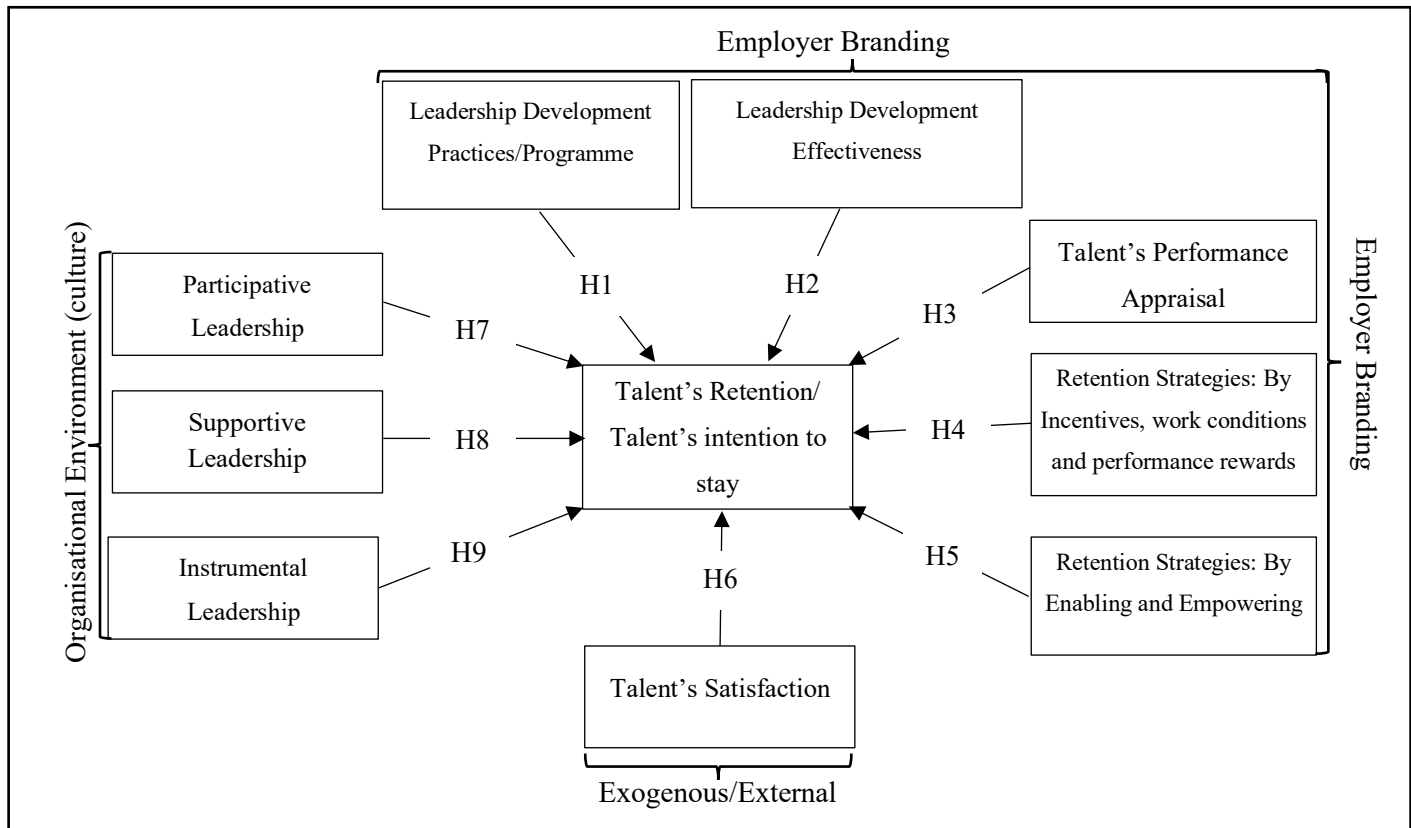 Employer Branding
Leadership Development
Practices/Programme
Leadership Development
Effectiveness
Talent’s Performance
Appraisal
Retention Strategies: By
Incentives, work conditions
and performance rewards
Retention Strategies: By
Enabling and Empowering
Employer Branding
Organisational Environment (culture)
Participative
Leadership
Supportive
Leadership
Instrumental
Leadership
H1
H2
H3
H4
H5
H6
H7
H8
H9
Talent’s Retention/
Talent’s intention to
stay
Talent’s Satisfaction
Exogenous/External